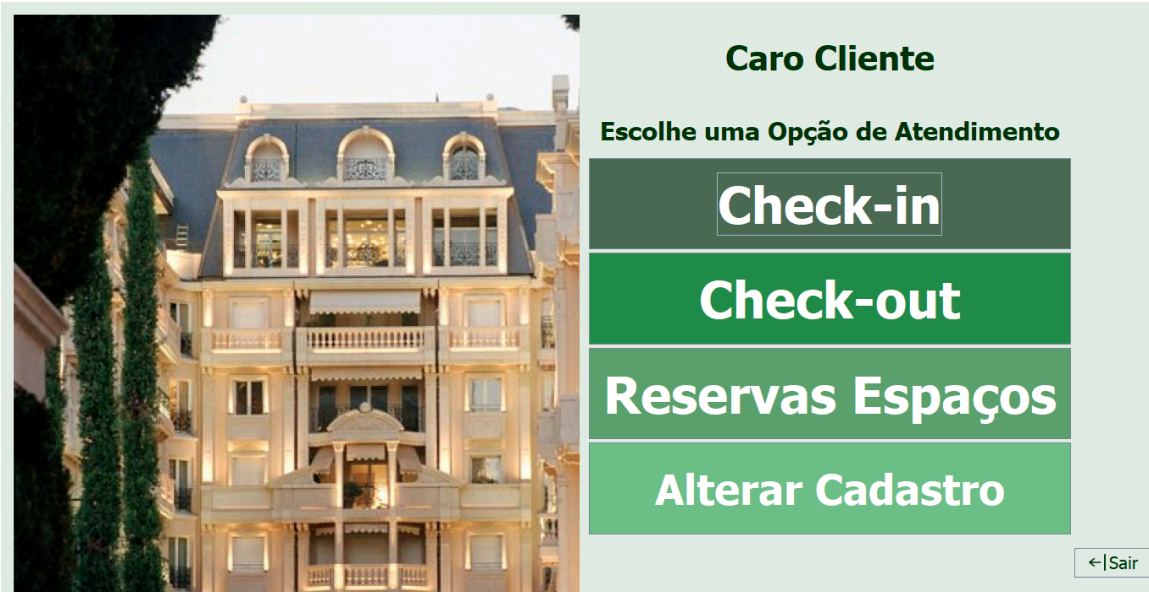 Caro Cliente
Escolhe uma Opção de Atendimento
Check-in
Check-out
Reservas Espaços
Alterar Cadastro
←|Sair